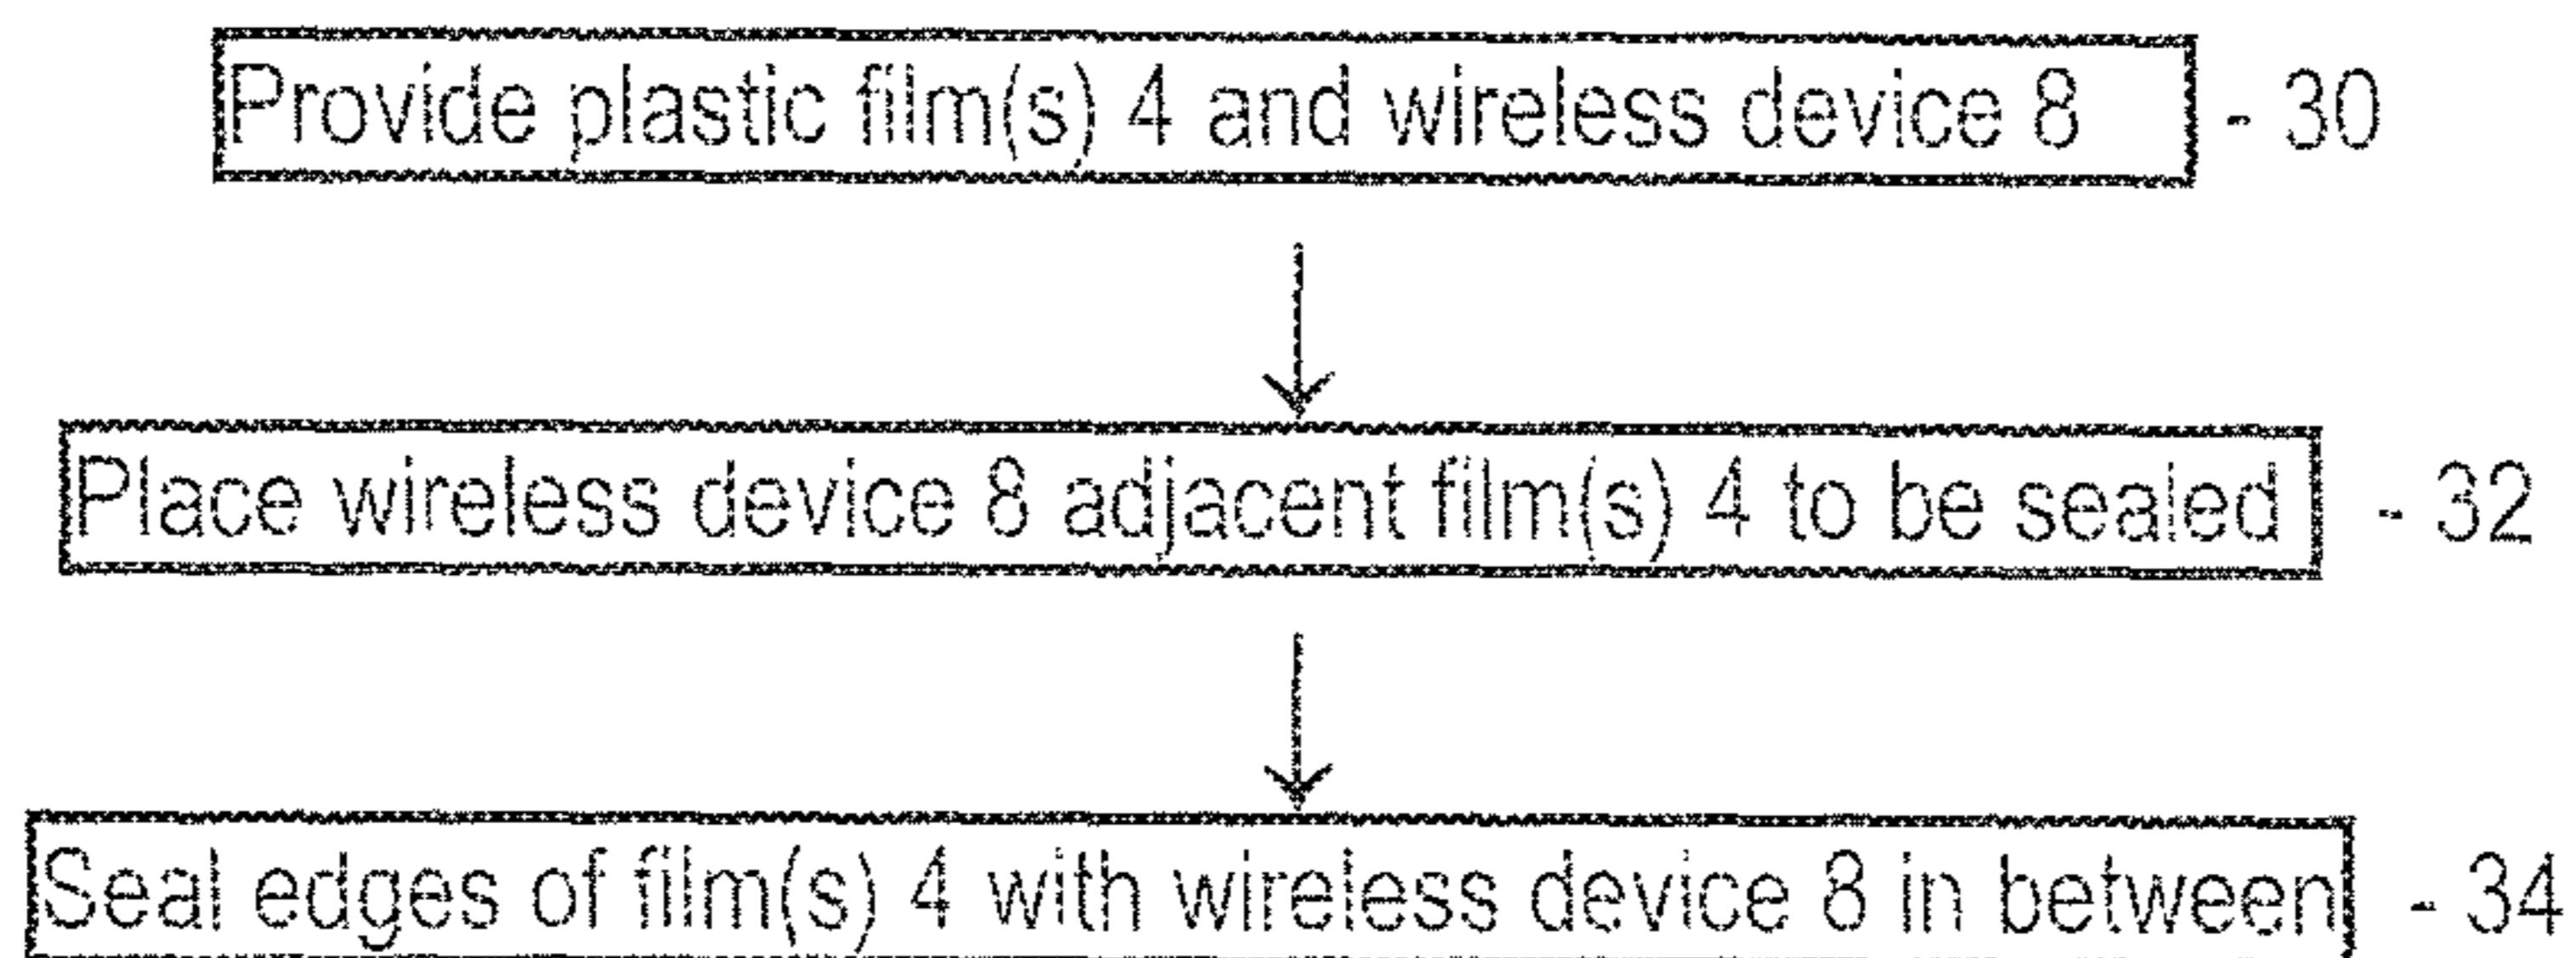 Provide plastic film(s) 4 and wireless device 8 - 30
Place wireless device 8 adjacent film(s) 4 to be sealed - 32
Seal edges of film(s) 4 with wireless device 8 in between - 34